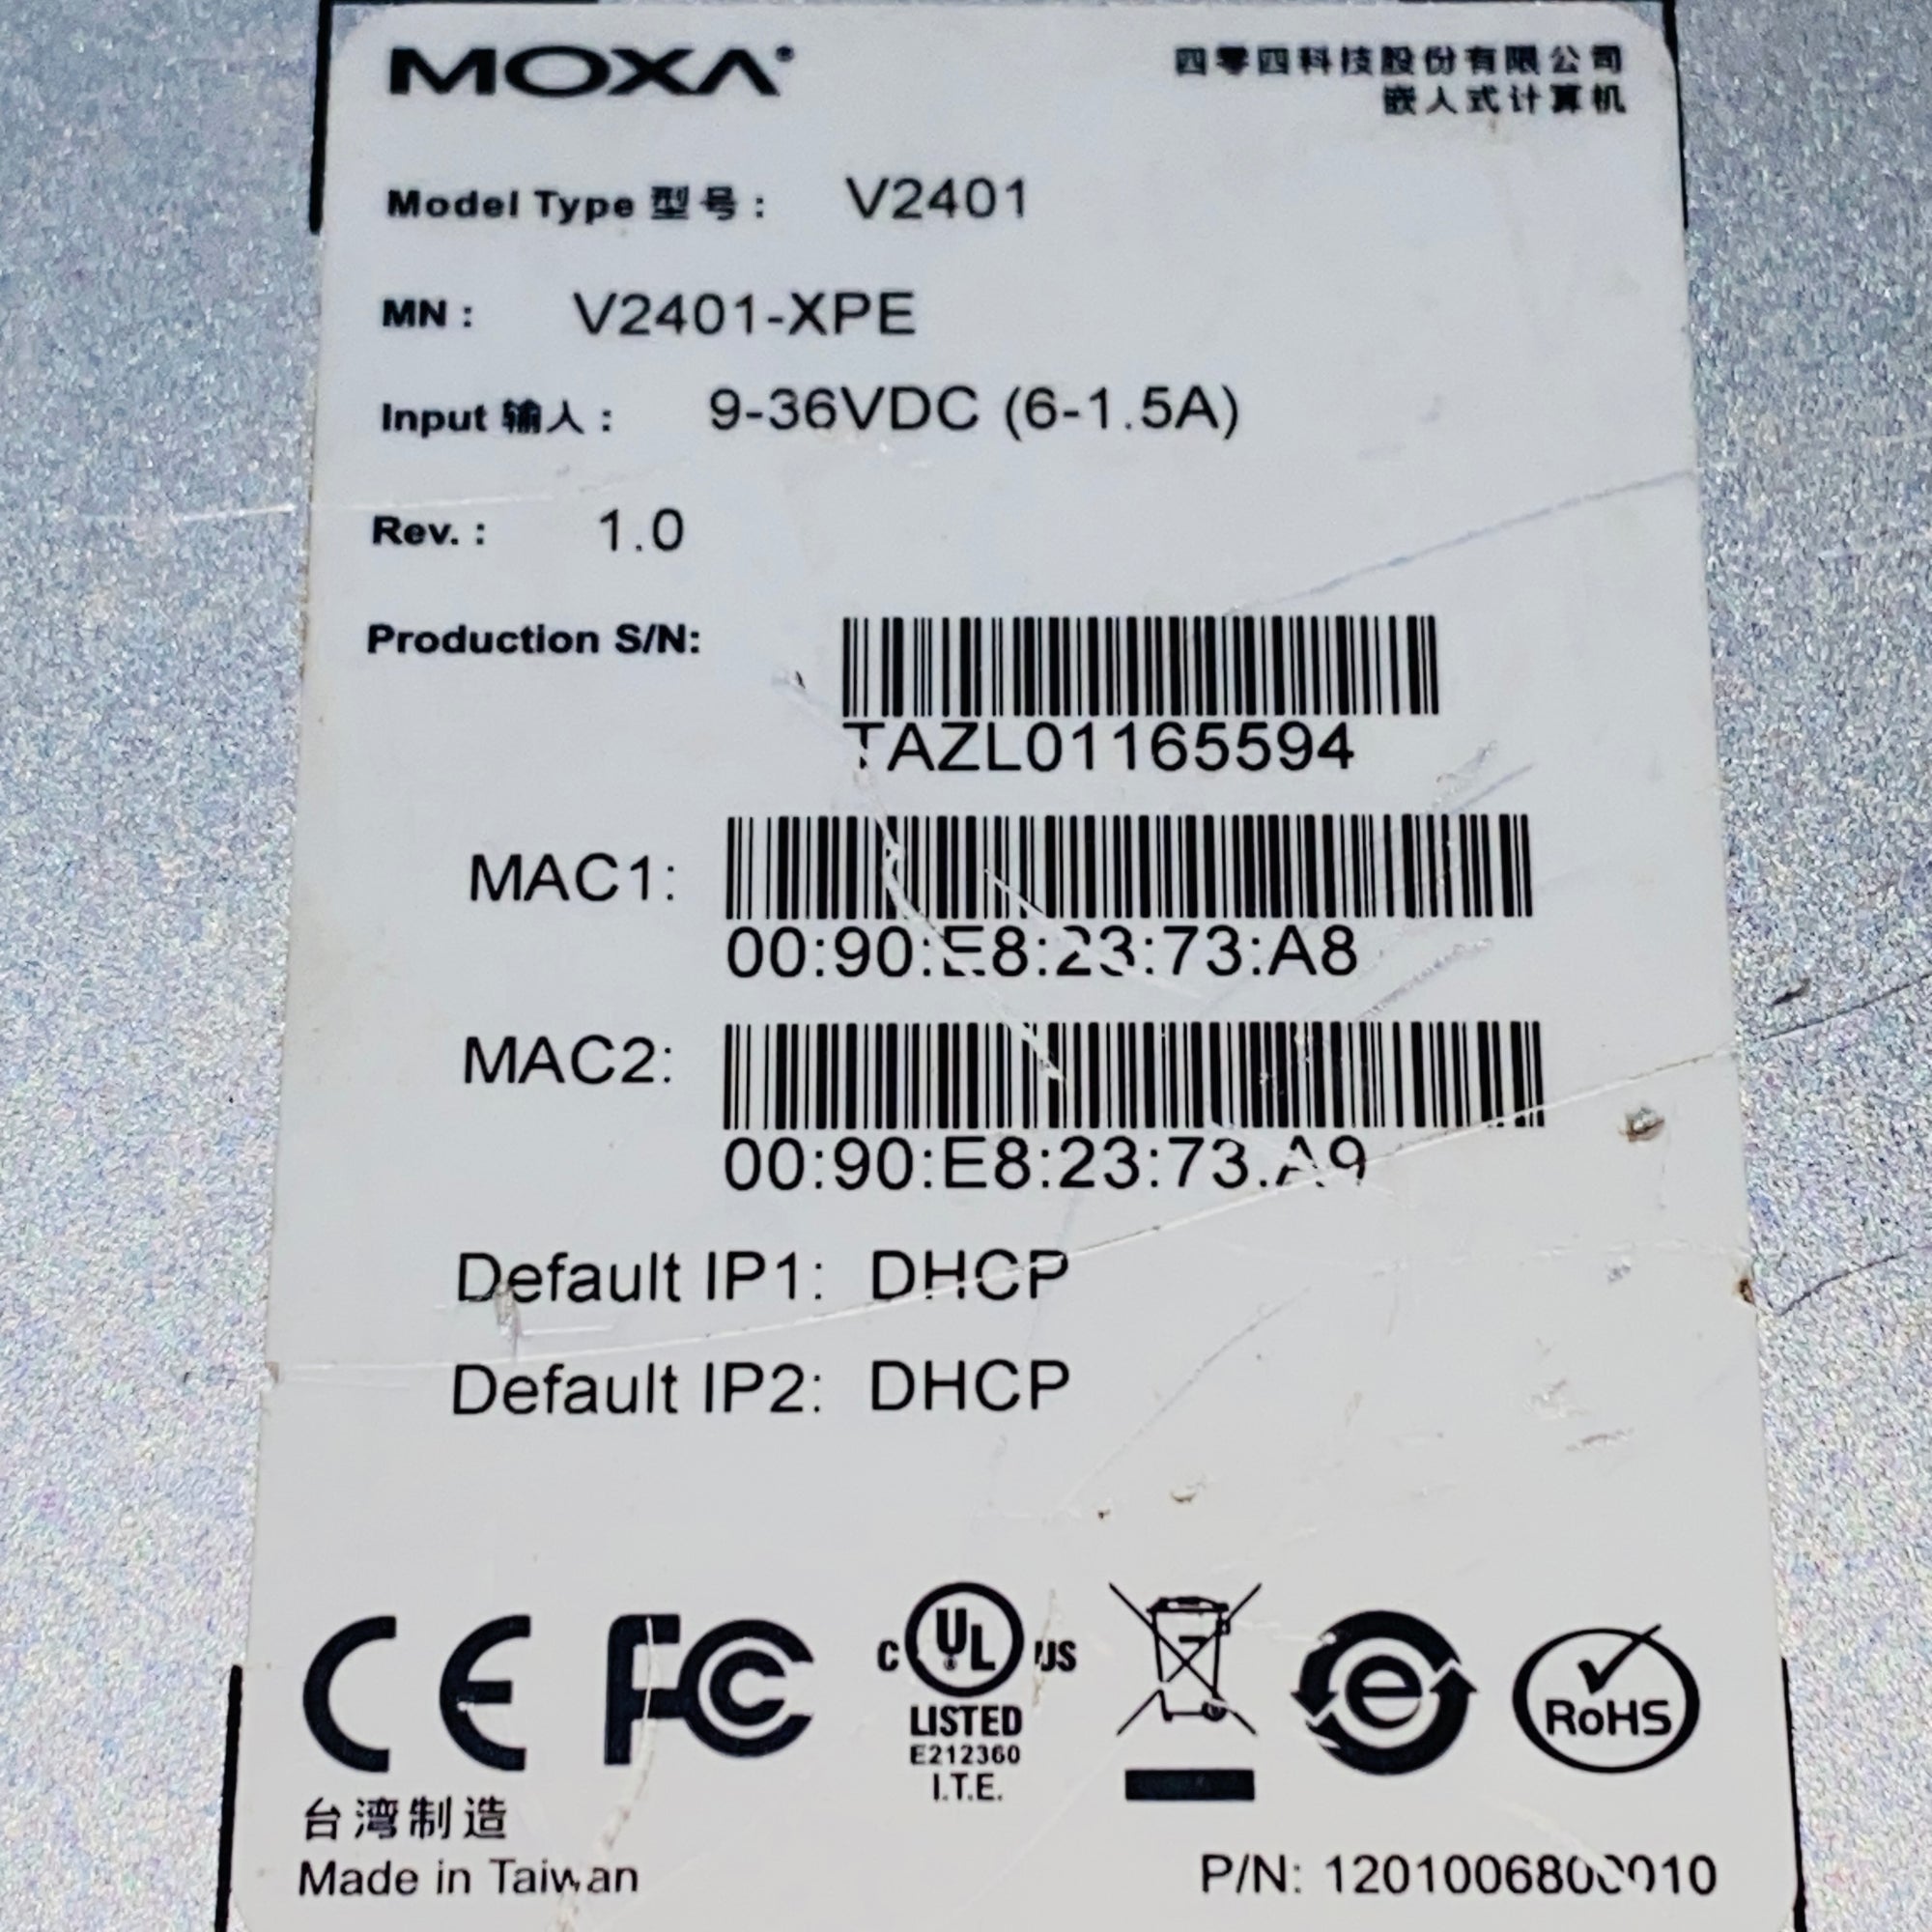 MOXA®
四零四科技股份有限公司
嵌入式计算机
Model Type 型号： V2401
MN： V2401-XPE
Input 输入： 9-36VDC (6-1.5A)
Rev.： 1.0
Production S/N:
TAZL01165594
MAC1:
00:90:E8:23:73:A8
MAC2:
00:90:E8:23:73:A9
Default IP1: DHCP
Default IP2: DHCP
CE FC C UL US e RoHS
LISTED
E212360
I.T.E.
台湾制造
Made in Taiwan
P/N: 1201006800010